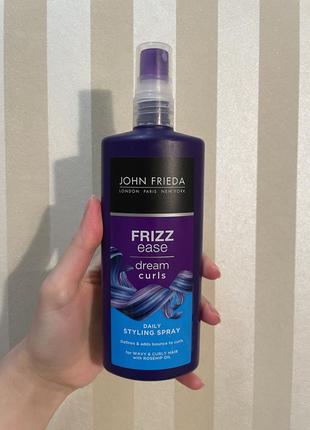 JOHN FRIEDA
LONDON PARIS NEW YORK
FRIZZ
ease
dream
curls
DAILY
STYLING SPRAY
Defines & adds bounce to curls
for WAVY & CURLY HAIR
with ROSEHIP OIL